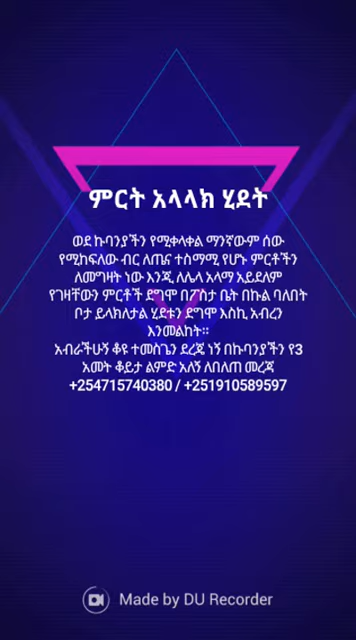 ምርት አላላክ ሂደት
ወደ ኩባንያችን የሚቀላቀል ማንኛውም ሰው
የሚከፍለው ብር ለጤና ተስማሚ የሆኑ ምርቶችን
ለመግዛት ነው እንጂ ለሌላ አላማ አይደለም
የገዛቸውን ምርቶች ደግሞ በፖስታ ቤት በኩል ባለበት
ቦታ ይላክለታል ሂደቱን ደግሞ እስኪ አብረን
እንመልከት።
አብራችሁኝ ቆዩ ተመስጌን ደረጄ ነኝ በኩባንያችን የ3
አመት ቆይታ ልምድ አለኝ ለበለጠ መረጃ
+254715740380 / +251910589597
Made by DU Recorder